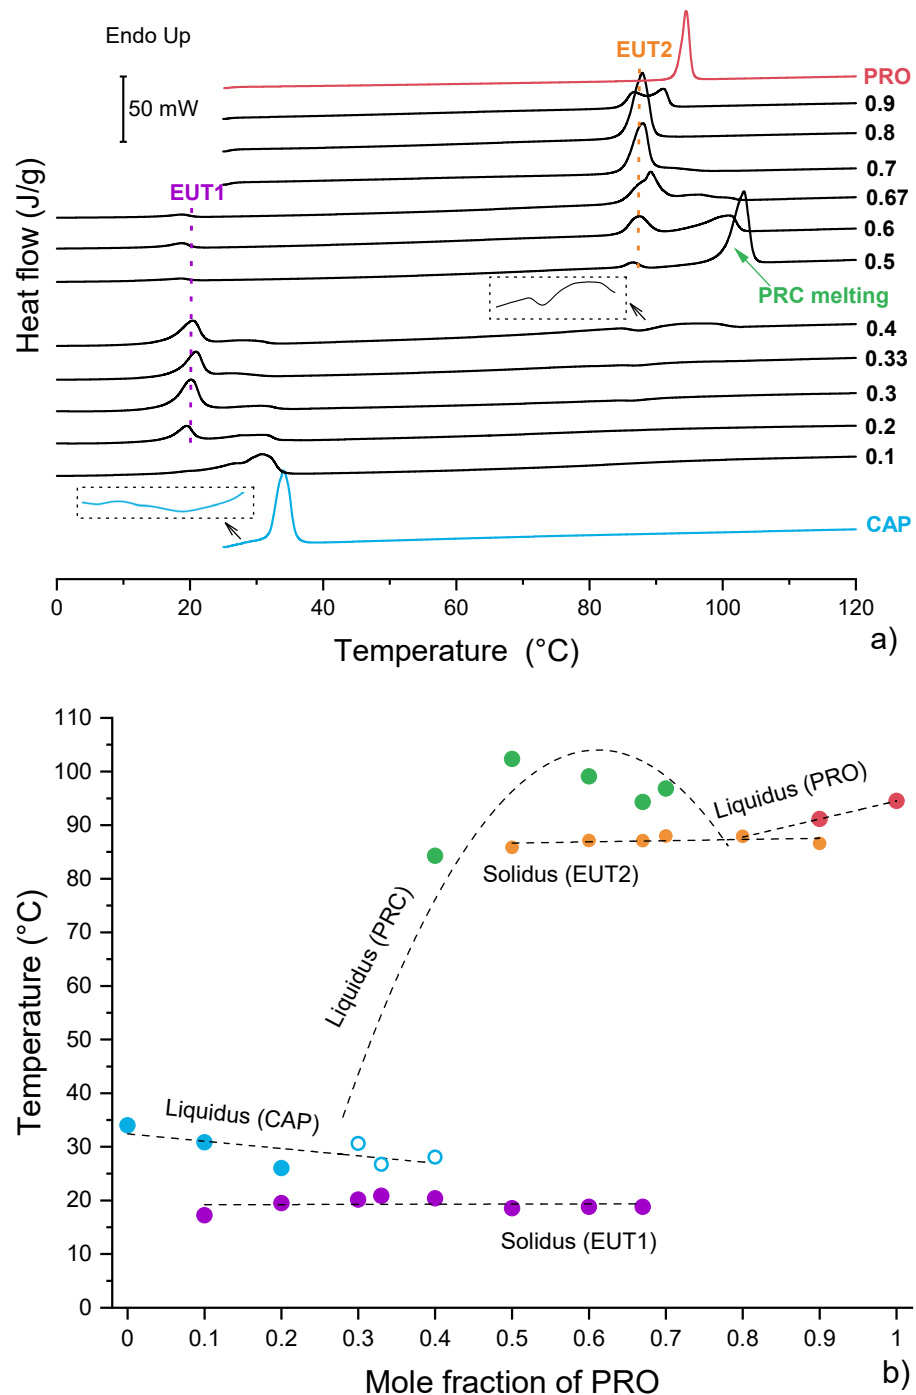 Endo Up
50 mW
EUT1
EUT2
PRO
0.9
0.8
0.7
0.67
0.6
0.5
PRC melting
0.4
0.33
0.3
0.2
0.1
CAP
Heat flow (J/g)
0 20 40 60 80 100 120
Temperature (°C)
a)
110
100
90
80
70
60
50
40
30
20
10
0
Temperature (°C)
Liquidus (PRO)
Solidus (EUT2)
Liquidus (PRC)
Liquidus (CAP)
Solidus (EUT1)
0 0.1 0.2 0.3 0.4 0.5 0.6 0.7 0.8 0.9 1
Mole fraction of PRO
b)